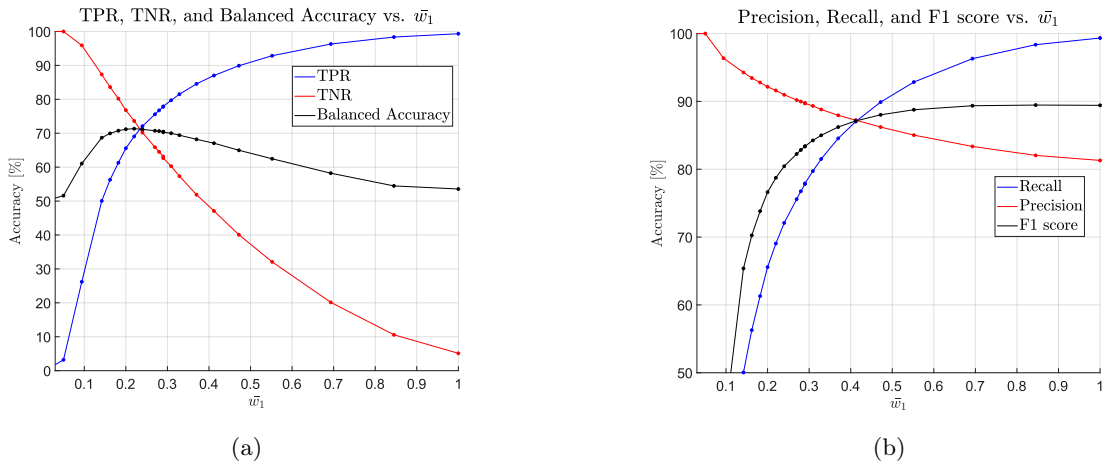 TPR, TNR, and Balanced Accuracy vs. w̄₁
100
90
80
70
60
50
40
30
20
10
0
Accuracy [%]
TPR
TNR
Balanced Accuracy
0.1 0.2 0.3 0.4 0.5 0.6 0.7 0.8 0.9 1
w̄₁
(a)
Precision, Recall, and F1 score vs. w̄₁
100
90
80
70
60
50
Accuracy [%]
Recall
Precision
F1 score
0.1 0.2 0.3 0.4 0.5 0.6 0.7 0.8 0.9 1
w̄₁
(b)